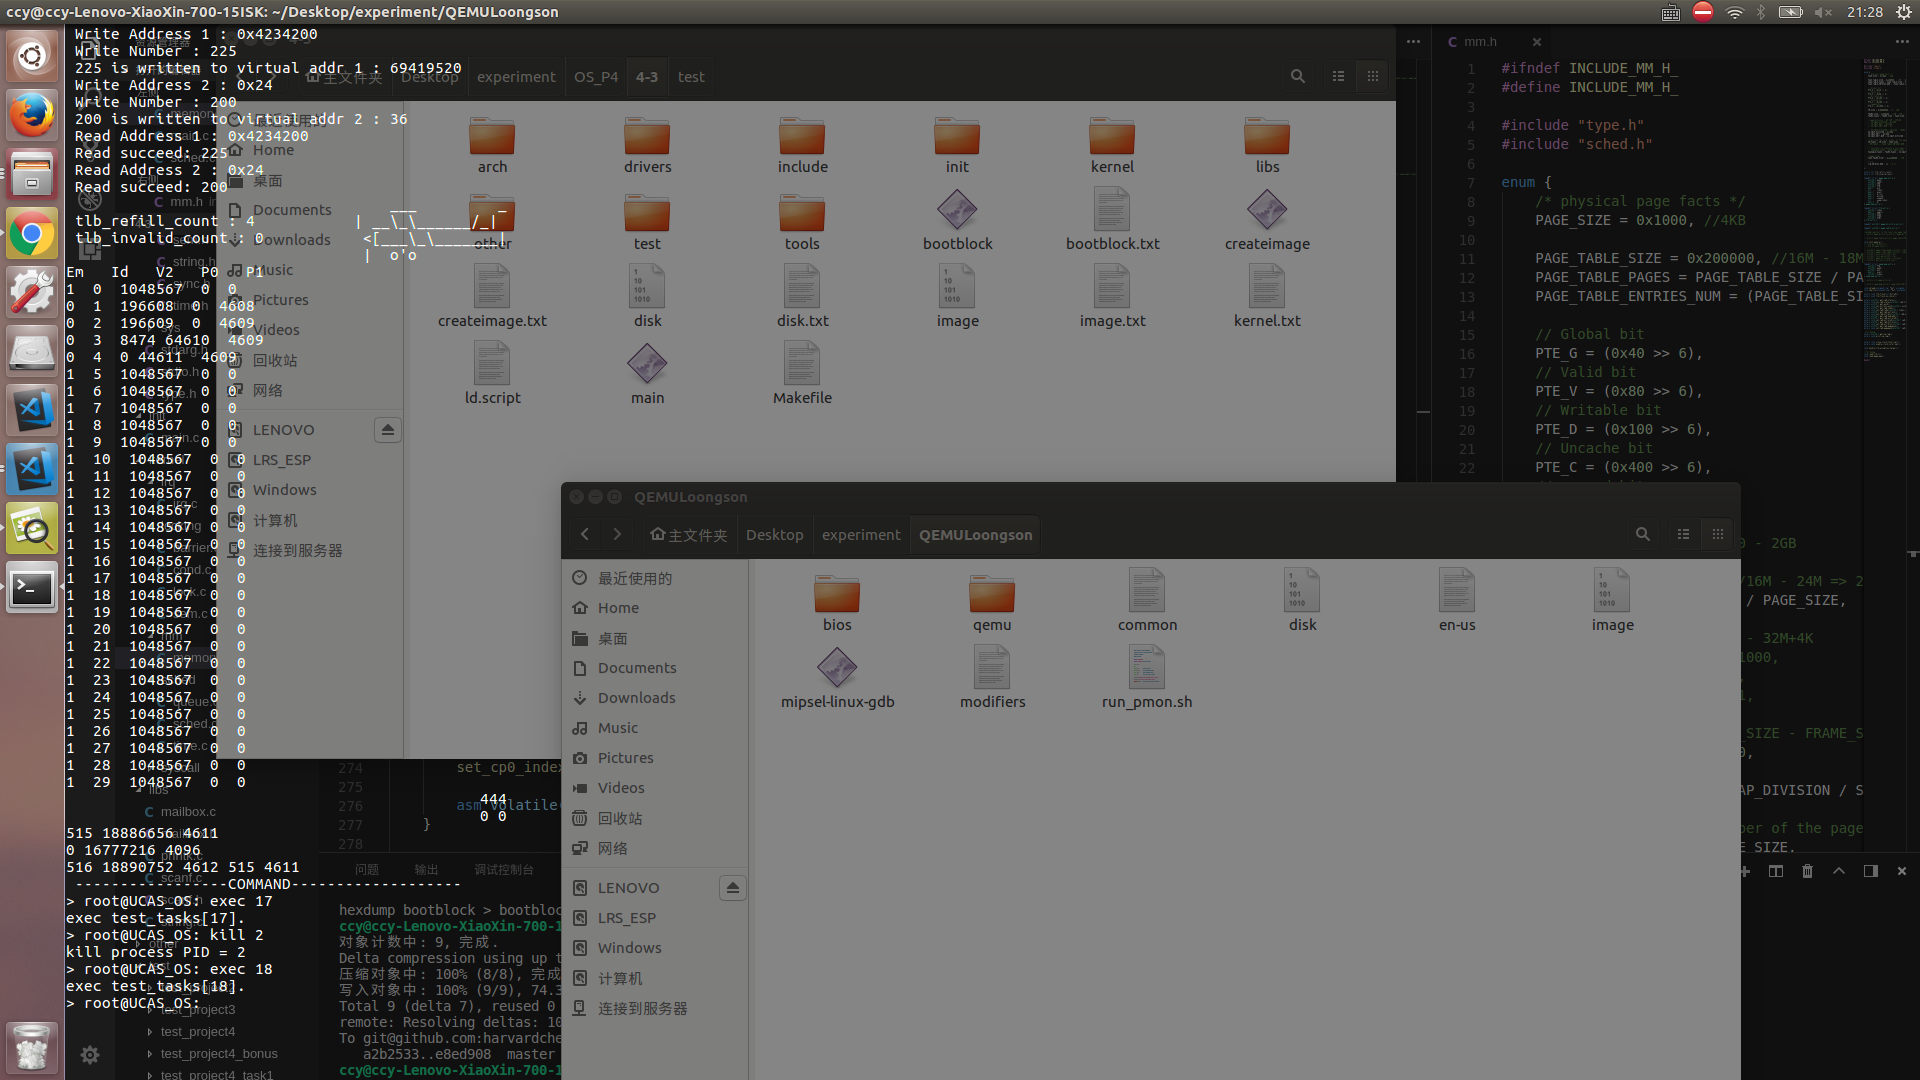 ccy@ccy-Lenovo-XiaoXin-700-15ISK: ~/Desktop/experiment/QEMULoongson
21:28
Write Address 1 : 0x4234200
Write Number : 225
225 is written to virtual addr 1 : 69419520
Write Address 2 : 0x24
Write Number : 200
200 is written to virtual addr 2 : 36
Read Address 1 : 0x4234200
Read succeed: 225
Read Address 2 : 0x24
Read succeed: 200
tlb_refill_count : 4
tlb_invalid_count : 0
Em Id V2 P0 P1
1 0 1048567 0 0
0 1 196608 0 4608
0 2 196609 0 4609
0 3 8474 64610 4609
0 4 0 44611 4609
1 5 1048567 0 0
1 6 1048567 0 0
1 7 1048567 0 0
1 8 1048567 0 0
1 9 1048567 0 0
1 10 1048567 0 0
1 11 1048567 0 0
1 12 1048567 0 0
1 13 1048567 0 0
1 14 1048567 0 0
1 15 1048567 0 0
1 16 1048567 0 0
1 17 1048567 0 0
1 18 1048567 0 0
1 19 1048567 0 0
1 20 1048567 0 0
1 21 1048567 0 0
1 22 1048567 0 0
1 23 1048567 0 0
1 24 1048567 0 0
1 25 1048567 0 0
1 26 1048567 0 0
1 27 1048567 0 0
1 28 1048567 0 0
1 29 1048567 0 0
515 18886656 4611
0 16777216 4096
516 18890752 4612 515 4611
-----------------COMMAND-------------------
> root@UCAS_OS: exec 17
exec test_tasks[17].
> root@UCAS_OS: kill 2
kill process PID = 2
> root@UCAS_OS: exec 18
exec test_tasks[18].
> root@UCAS_OS:
444
0 0
mailbox.c
printk.c
scanf.c
test_project3
test_project4
test_project4_bonus
test_project4_task1
主文件夹 Desktop experiment OS_P4 4-3 test
Home
桌面
Documents
Downloads
Music
Pictures
Videos
回收站
网络
LENOVO
LRS_ESP
Windows
计算机
连接到服务器
arch drivers include init kernel libs
other test tools bootblock bootblock.txt createimage
createimage.txt disk disk.txt image image.txt kernel.txt
ld.script main Makefile
mm.h
1 #ifndef INCLUDE_MM_H_
2 #define INCLUDE_MM_H_
3
4 #include "type.h"
5 #include "sched.h"
6
7 enum {
8 /* physical page facts */
9 PAGE_SIZE = 0x1000, //4KB
10
11 PAGE_TABLE_SIZE = 0x200000, //16M - 18M
12 PAGE_TABLE_PAGES = PAGE_TABLE_SIZE / PA
13 PAGE_TABLE_ENTRIES_NUM = (PAGE_TABLE_SI
14
15 // Global bit
16 PTE_G = (0x40 >> 6),
17 // Valid bit
18 PTE_V = (0x80 >> 6),
19 // Writable bit
20 PTE_D = (0x100 >> 6),
21 // Uncache bit
22 PTE_C = (0x400 >> 6),
- 2GB
/16M - 24M => 2
/ PAGE_SIZE,
- 32M+4K
_SIZE - FRAME_S
AP_DIVISION / S
ber of the page
E SIZE.
QEMULoongson
主文件夹 Desktop experiment QEMULoongson
最近使用的
Home
桌面
Documents
Downloads
Music
Pictures
Videos
回收站
网络
LENOVO
LRS_ESP
Windows
计算机
连接到服务器
bios qemu common disk en-us image
mipsel-linux-gdb modifiers run_pmon.sh
274 set_cp0_inde
275
276 asm volatile(
277 }
278
问题 输出 调试控制台
hexdump bootblock > bootbloc
ccy@ccy-Lenovo-XiaoXin-700-1
对象计数中: 9, 完成.
Delta compression using up t
压缩对象中: 100% (8/8), 完成
写入对象中: 100% (9/9), 74.3
Total 9 (delta 7), reused 0
remote: Resolving deltas: 10
To git@github.com:harvardche
a2b2533..e8ed908 master
ccy@ccy-Lenovo-XiaoXin-700-1